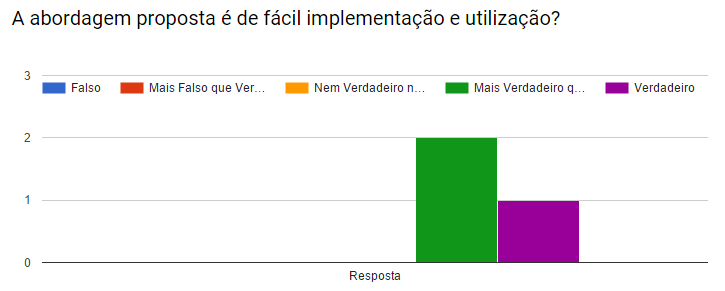 A abordagem proposta é de fácil implementação e utilização?
3
Falso Mais Falso que Ver... Nem Verdadeiro n... Mais Verdadeiro q... Verdadeiro
2
1
0
Resposta